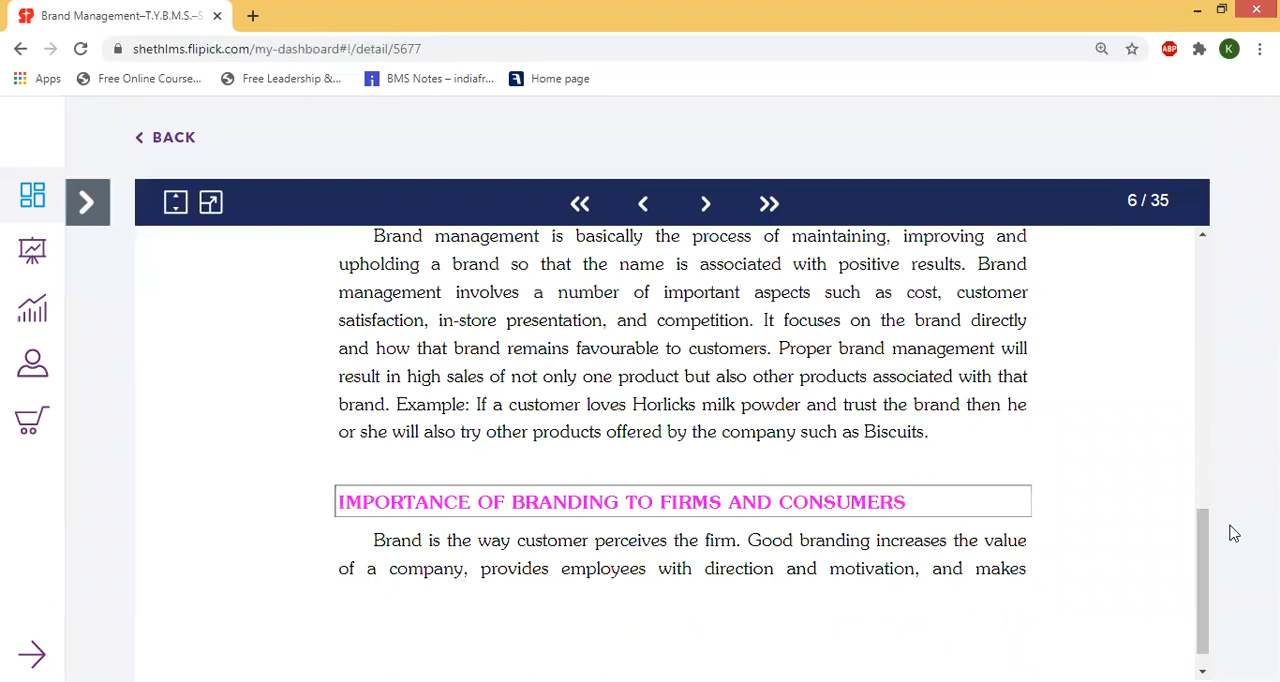 Brand Management–T.Y.B.M.S.–S
shethlms.flipick.com/my-dashboard#!/detail/5677
ABP
K
Apps
Free Online Course...
Free Leadership &...
BMS Notes – indiafr...
Home page
BACK
6 / 35
Brand management is basically the process of maintaining, improving and
upholding a brand so that the name is associated with positive results. Brand
management involves a number of important aspects such as cost, customer
satisfaction, in-store presentation, and competition. It focuses on the brand directly
and how that brand remains favourable to customers. Proper brand management will
result in high sales of not only one product but also other products associated with that
brand. Example: If a customer loves Horlicks milk powder and trust the brand then he
or she will also try other products offered by the company such as Biscuits.
IMPORTANCE OF BRANDING TO FIRMS AND CONSUMERS
Brand is the way customer perceives the firm. Good branding increases the value
of a company, provides employees with direction and motivation, and makes